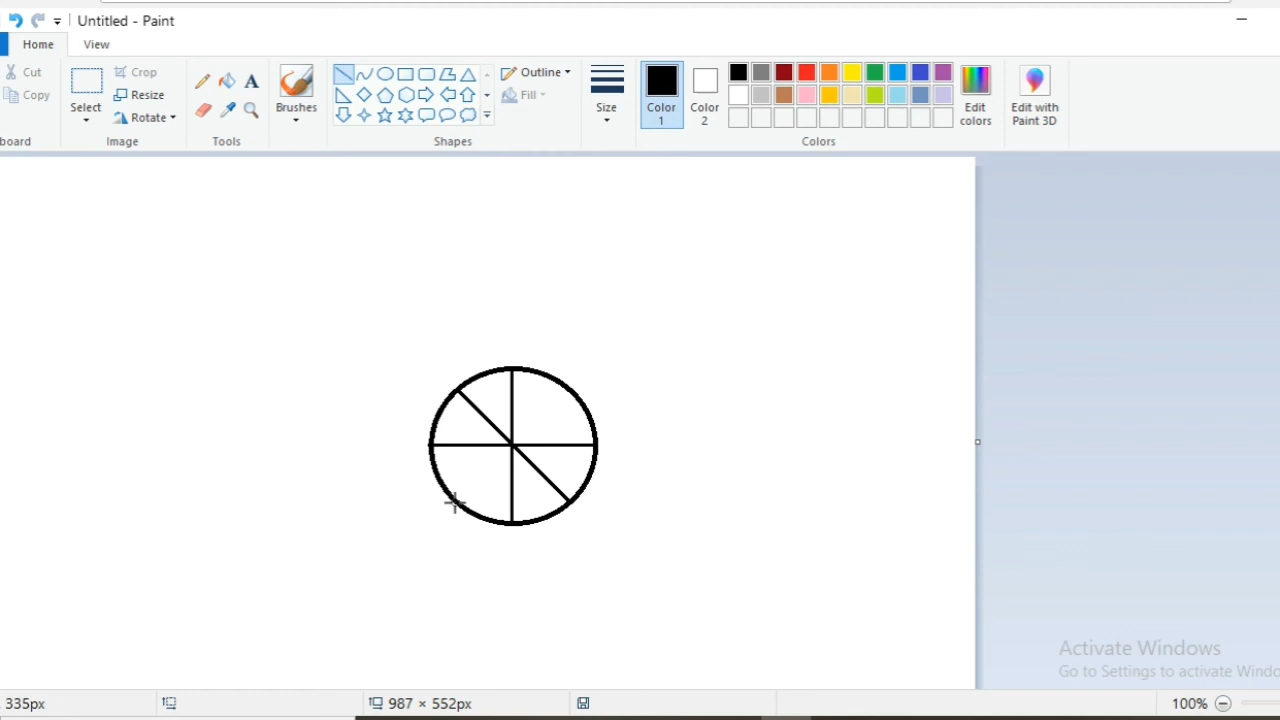 Untitled - Paint
Home View
Cut
Copy
board
Select
Crop
Resize
Rotate
Image
Tools
Brushes
Shapes
Outline
Fill
Size
Color 1
Color 2
Edit colors
Colors
Edit with Paint 3D
Activate Windows
Go to Settings to activate Windo
335px
987 × 552px
100%